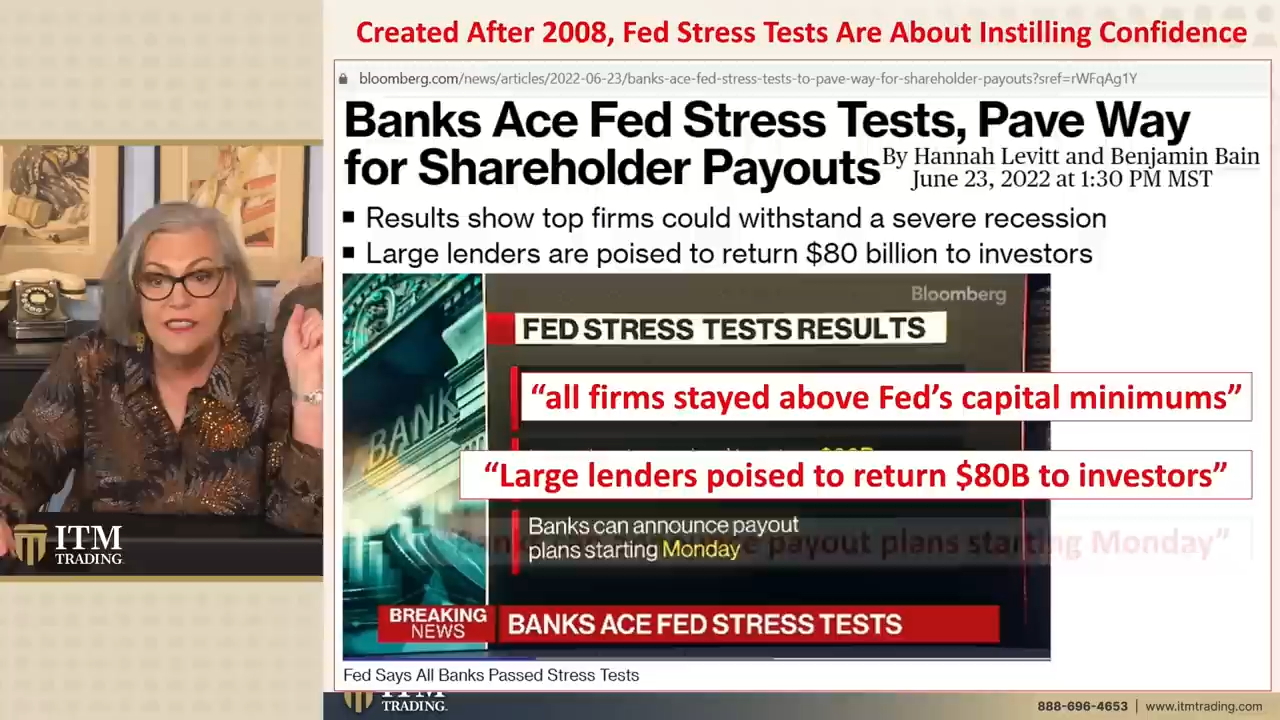 Created After 2008, Fed Stress Tests Are About Instilling Confidence
bloomberg.com/news/articles/2022-06-23/banks-ace-fed-stress-tests-to-pave-way-for-shareholder-payouts?sref=rWFqAg1Y
Banks Ace Fed Stress Tests, Pave Way
for Shareholder Payouts
By Hannah Levitt and Benjamin Bain
June 23, 2022 at 1:30 PM MST
▪ Results show top firms could withstand a severe recession
▪ Large lenders are poised to return $80 billion to investors
Bloomberg
FED STRESS TESTS RESULTS
“all firms stayed above Fed’s capital minimums”
BANK
“Large lenders poised to return $80B to investors”
Banks can announce payout
plans starting Monday
payout plans starting Monday”
BREAKING
NEWS
BANKS ACE FED STRESS TESTS
Fed Says All Banks Passed Stress Tests
ITM
TRADING
ITM
TRADING
888-696-4653 | www.itmtrading.com